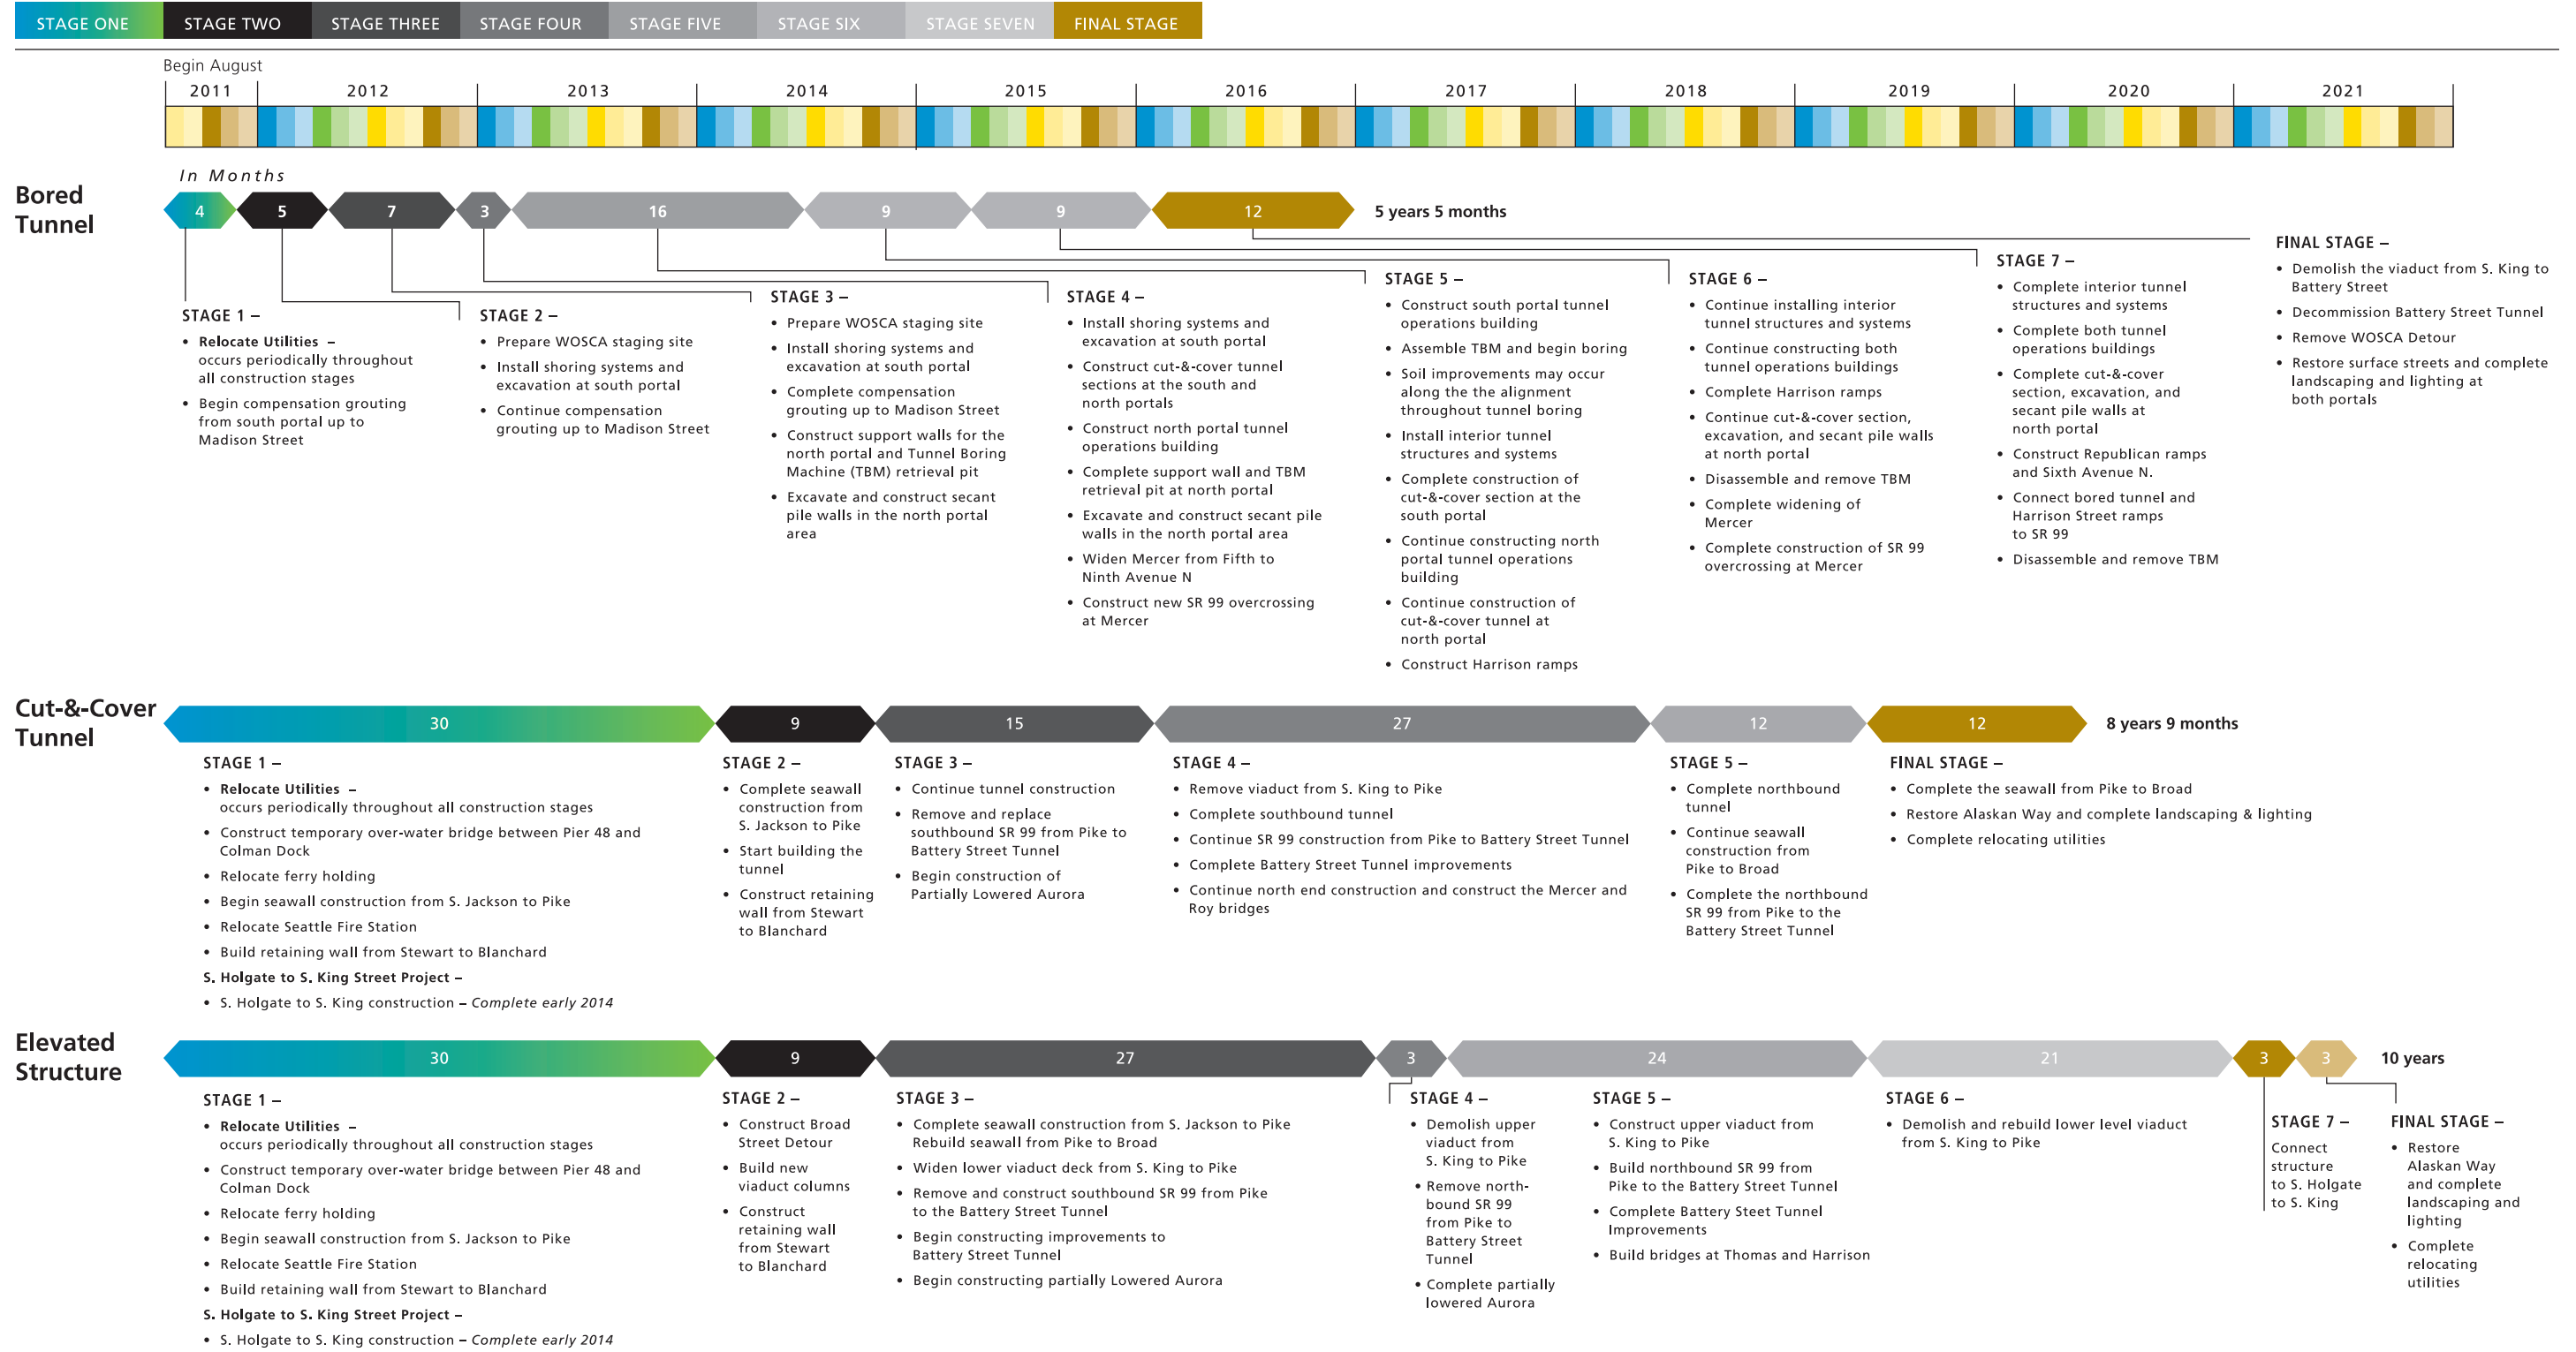 STAGE ONE
STAGE TWO
STAGE THREE
STAGE FOUR
STAGE FIVE
STAGE SIX
STAGE SEVEN
FINAL STAGE
Begin August
2011
2012
2013
2014
2015
2016
2017
2018
2019
2020
2021
In Months
Bored
Tunnel
4
5
7
3
16
9
9
12
5 years 5 months
STAGE 1 –
• Relocate Utilities –
occurs periodically throughout
all construction stages
• Begin compensation grouting
from south portal up to
Madison Street
STAGE 2 –
• Prepare WOSCA staging site
• Install shoring systems and
excavation at south portal
• Continue compensation
grouting up to Madison Street
STAGE 3 –
• Prepare WOSCA staging site
• Install shoring systems and
excavation at south portal
• Complete compensation
grouting up to Madison Street
• Construct support walls for the
north portal and Tunnel Boring
Machine (TBM) retrieval pit
• Excavate and construct secant
pile walls in the north portal
area
STAGE 4 –
• Install shoring systems and
excavation at south portal
• Construct cut-&-cover tunnel
sections at the south and
north portals
• Construct north portal tunnel
operations building
• Complete support wall and TBM
retrieval pit at north portal
• Excavate and construct secant pile
walls in the north portal area
• Widen Mercer from Fifth to
Ninth Avenue N
• Construct new SR 99 overcrossing
at Mercer
STAGE 5 –
• Construct south portal tunnel
operations building
• Assemble TBM and begin boring
• Soil improvements may occur
along the the alignment
throughout tunnel boring
• Install interior tunnel
structures and systems
• Complete construction of
cut-&-cover section at the
south portal
• Continue constructing north
portal tunnel operations
building
• Continue construction of
cut-&-cover tunnel at
north portal
• Construct Harrison ramps
STAGE 6 –
• Continue installing interior
tunnel structures and systems
• Continue constructing both
tunnel operations buildings
• Complete Harrison ramps
• Continue cut-&-cover section,
excavation, and secant pile walls
at north portal
• Disassemble and remove TBM
• Complete widening of
Mercer
• Complete construction of SR 99
overcrossing at Mercer
STAGE 7 –
• Complete interior tunnel
structures and systems
• Complete both tunnel
operations buildings
• Complete cut-&-cover
section, excavation, and
secant pile walls at
north portal
• Construct Republican ramps
and Sixth Avenue N.
• Connect bored tunnel and
Harrison Street ramps
to SR 99
• Disassemble and remove TBM
FINAL STAGE –
• Demolish the viaduct from S. King to
Battery Street
• Decommission Battery Street Tunnel
• Remove WOSCA Detour
• Restore surface streets and complete
landscaping and lighting at
both portals
Cut-&-Cover
Tunnel
30
9
15
27
12
12
8 years 9 months
STAGE 1 –
• Relocate Utilities –
occurs periodically throughout all construction stages
• Construct temporary over-water bridge between Pier 48 and
Colman Dock
• Relocate ferry holding
• Begin seawall construction from S. Jackson to Pike
• Relocate Seattle Fire Station
• Build retaining wall from Stewart to Blanchard
S. Holgate to S. King Street Project –
• S. Holgate to S. King construction – Complete early 2014
STAGE 2 –
• Complete seawall
construction from
S. Jackson to Pike
• Start building the
tunnel
• Construct retaining
wall from Stewart
to Blanchard
STAGE 3 –
• Continue tunnel construction
• Remove and replace
southbound SR 99 from Pike to
Battery Street Tunnel
• Begin construction of
Partially Lowered Aurora
STAGE 4 –
• Remove viaduct from S. King to Pike
• Complete southbound tunnel
• Continue SR 99 construction from Pike to Battery Street Tunnel
• Complete Battery Street Tunnel improvements
• Continue north end construction and construct the Mercer and
Roy bridges
STAGE 5 –
• Complete northbound
tunnel
• Continue seawall
construction from
Pike to Broad
• Complete the northbound
SR 99 from Pike to the
Battery Street Tunnel
FINAL STAGE –
• Complete the seawall from Pike to Broad
• Restore Alaskan Way and complete landscaping & lighting
• Complete relocating utilities
Elevated
Structure
30
9
27
3
24
21
3
3
10 years
STAGE 1 –
• Relocate Utilities –
occurs periodically throughout all construction stages
• Construct temporary over-water bridge between Pier 48 and
Colman Dock
• Relocate ferry holding
• Begin seawall construction from S. Jackson to Pike
• Relocate Seattle Fire Station
• Build retaining wall from Stewart to Blanchard
S. Holgate to S. King Street Project –
• S. Holgate to S. King construction – Complete early 2014
STAGE 2 –
• Construct Broad
Street Detour
• Build new
viaduct columns
• Construct
retaining wall
from Stewart
to Blanchard
STAGE 3 –
• Complete seawall construction from S. Jackson to Pike
Rebuild seawall from Pike to Broad
• Widen lower viaduct deck from S. King to Pike
• Remove and construct southbound SR 99 from Pike
to the Battery Street Tunnel
• Begin constructing improvements to
Battery Street Tunnel
• Begin constructing partially Lowered Aurora
STAGE 4 –
• Demolish upper
viaduct from
S. King to Pike
• Remove north-
bound SR 99
from Pike to
Battery Street
Tunnel
• Complete partially
lowered Aurora
STAGE 5 –
• Construct upper viaduct from
S. King to Pike
• Build northbound SR 99 from
Pike to the Battery Street Tunnel
• Complete Battery Steet Tunnel
Improvements
• Build bridges at Thomas and Harrison
STAGE 6 –
• Demolish and rebuild lower level viaduct
from S. King to Pike
STAGE 7 –
Connect
structure
to S. Holgate
to S. King
FINAL STAGE –
• Restore
Alaskan Way
and complete
landscaping and
lighting
• Complete
relocating
utilities